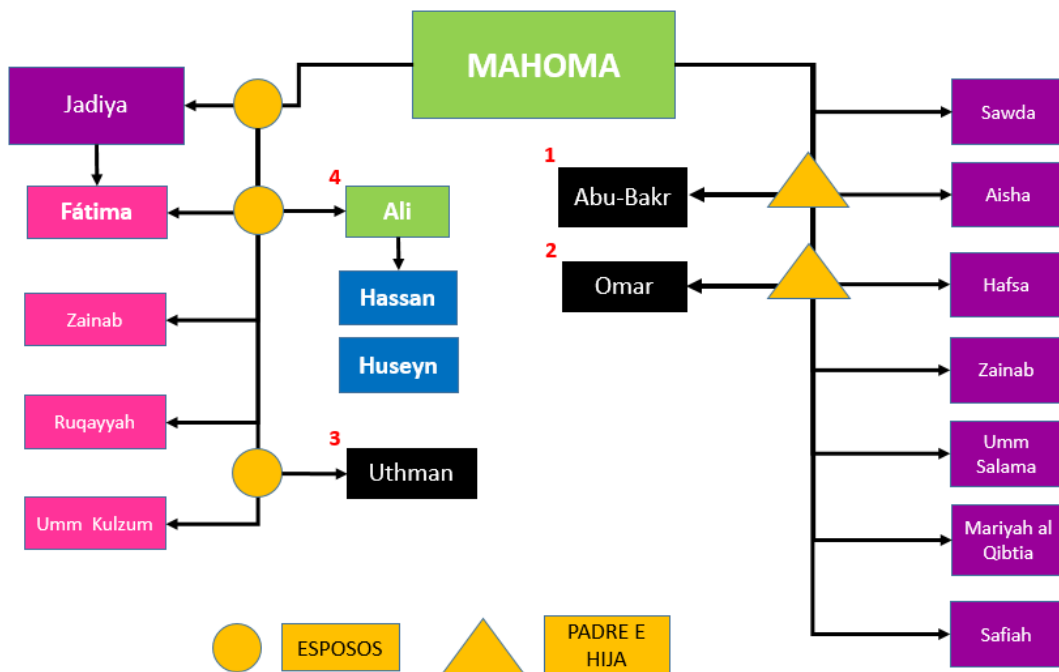 MAHOMA
Jadiya
Sawda
1
Abu-Bakr
Aisha
4
Fátima
Ali
2
Omar
Hafsa
Hassan
Zainab
Huseyn
Zainab
Ruqayyah
3
Uthman
Umm
Salama
Umm Kulzum
Mariyah al
Qibtia
ESPOSOS
PADRE E
HIJA
Safiah